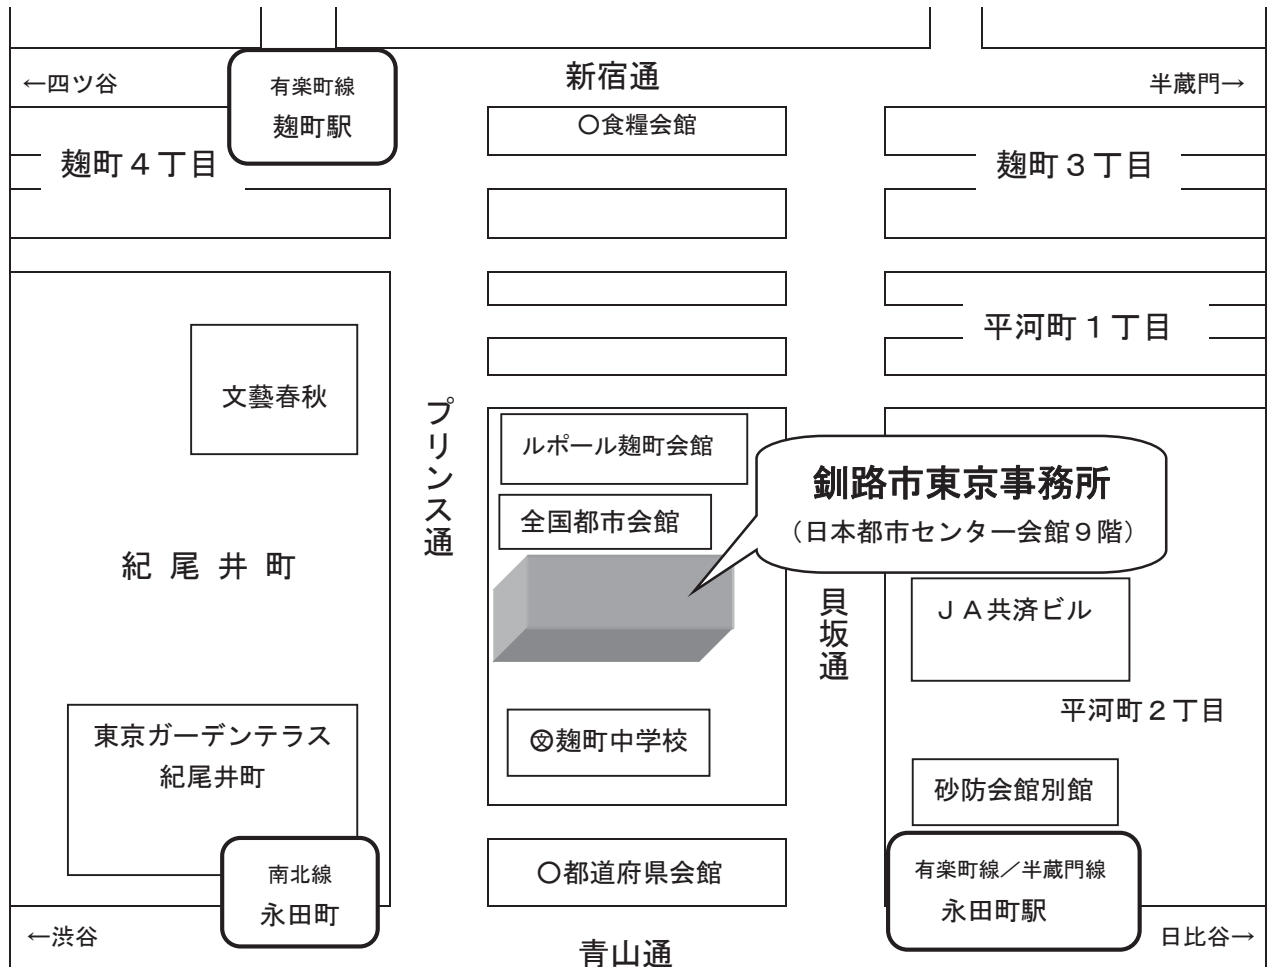 新宿通
←四ツ谷
半蔵門→
有楽町線
麹町駅
○食糧会館
麹町４丁目
麹町３丁目
平河町１丁目
文藝春秋
プリンス通
ルポール麹町会館
釧路市東京事務所
（日本都市センター会館９階）
全国都市会館
紀尾井町
貝坂通
ＪＡ共済ビル
平河町２丁目
東京ガーデンテラス
紀尾井町
㊫麹町中学校
砂防会館別館
南北線
永田町
○都道府県会館
有楽町線／半蔵門線
永田町駅
←渋谷
青山通
日比谷→